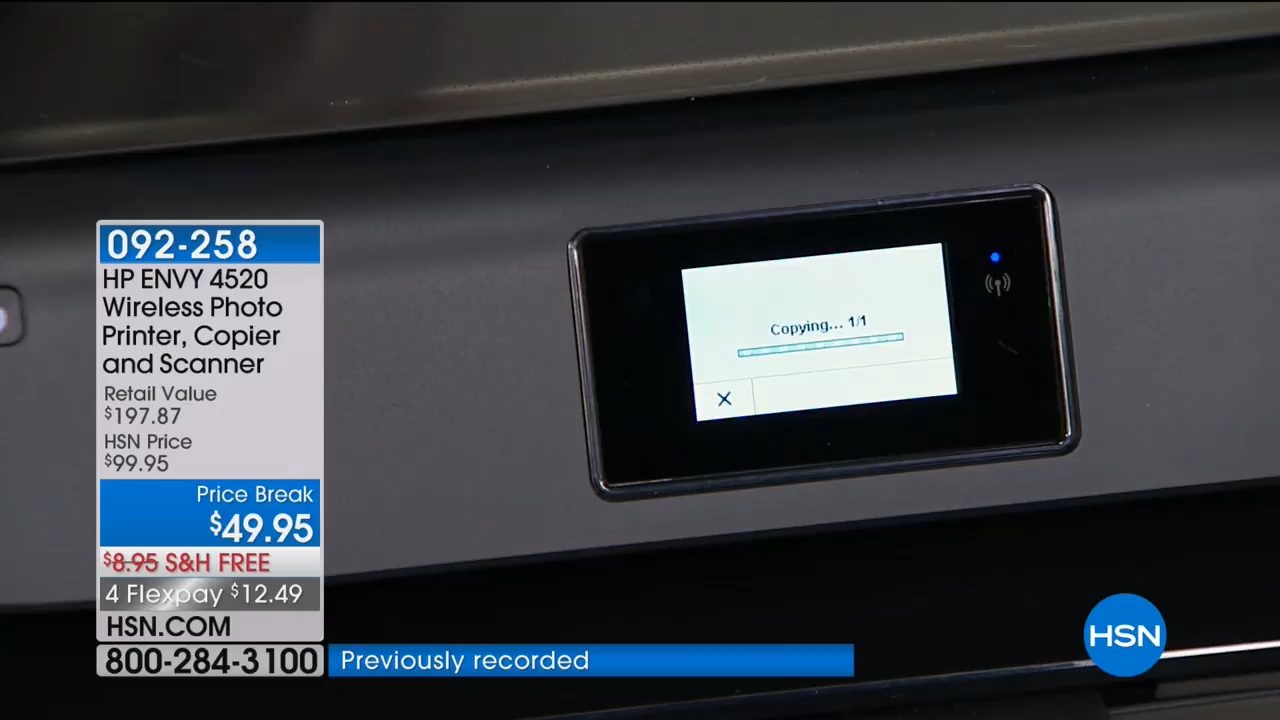 092-258
HP ENVY 4520
Wireless Photo
Printer, Copier
and Scanner
Retail Value
$197.87
HSN Price
$99.95
Price Break
$49.95
$8.95 S&H FREE
4 Flexpay $12.49
HSN.COM
800-284-3100
Previously recorded
Copying... 1/1
HSN